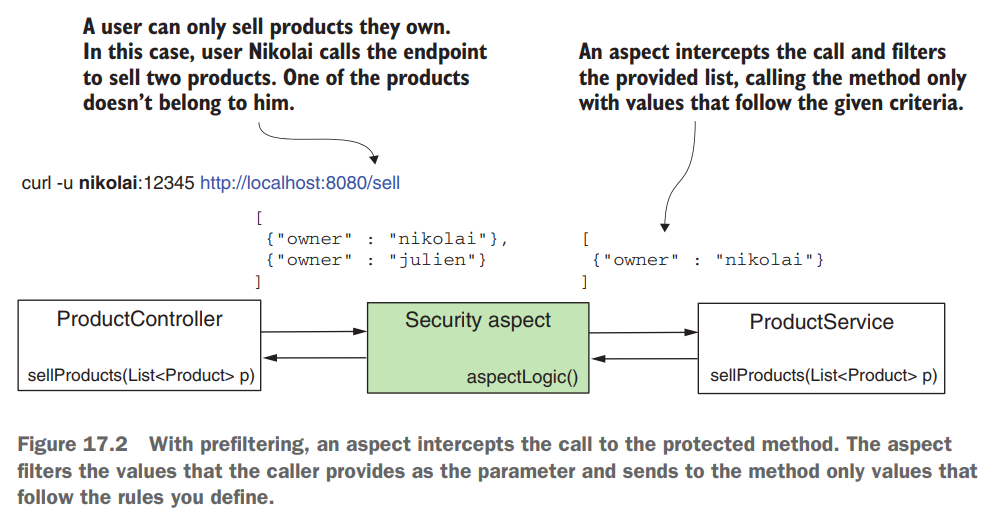 A user can only sell products they own.
In this case, user Nikolai calls the endpoint
to sell two products. One of the products
doesn't belong to him.
An aspect intercepts the call and filters
the provided list, calling the method only
with values that follow the given criteria.
curl -u nikolai:12345 http://localhost:8080/sell
[
{"owner" : "nikolai"},
{"owner" : "julien"}
]
[
{"owner" : "nikolai"}
]
ProductController
sellProducts(List<Product> p)
Security aspect
aspectLogic()
ProductService
sellProducts(List<Product> p)
Figure 17.2 With prefiltering, an aspect intercepts the call to the protected method. The aspect
filters the values that the caller provides as the parameter and sends to the method only values that
follow the rules you define.